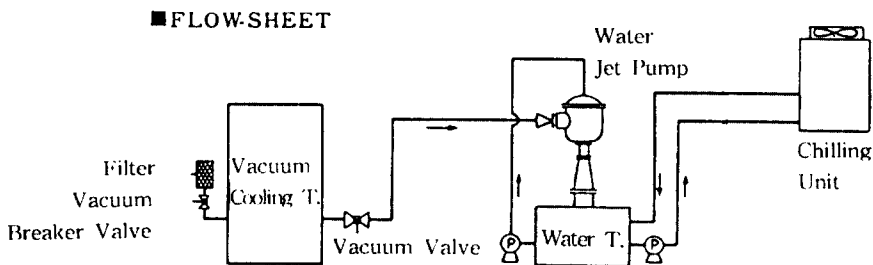 ■FLOW-SHEET
Water
Jet Pump
Filter
Vacuum
Breaker Valve
Vacuum
Cooling T.
Vacuum Valve
P
Water T.
P
Chilling
Unit